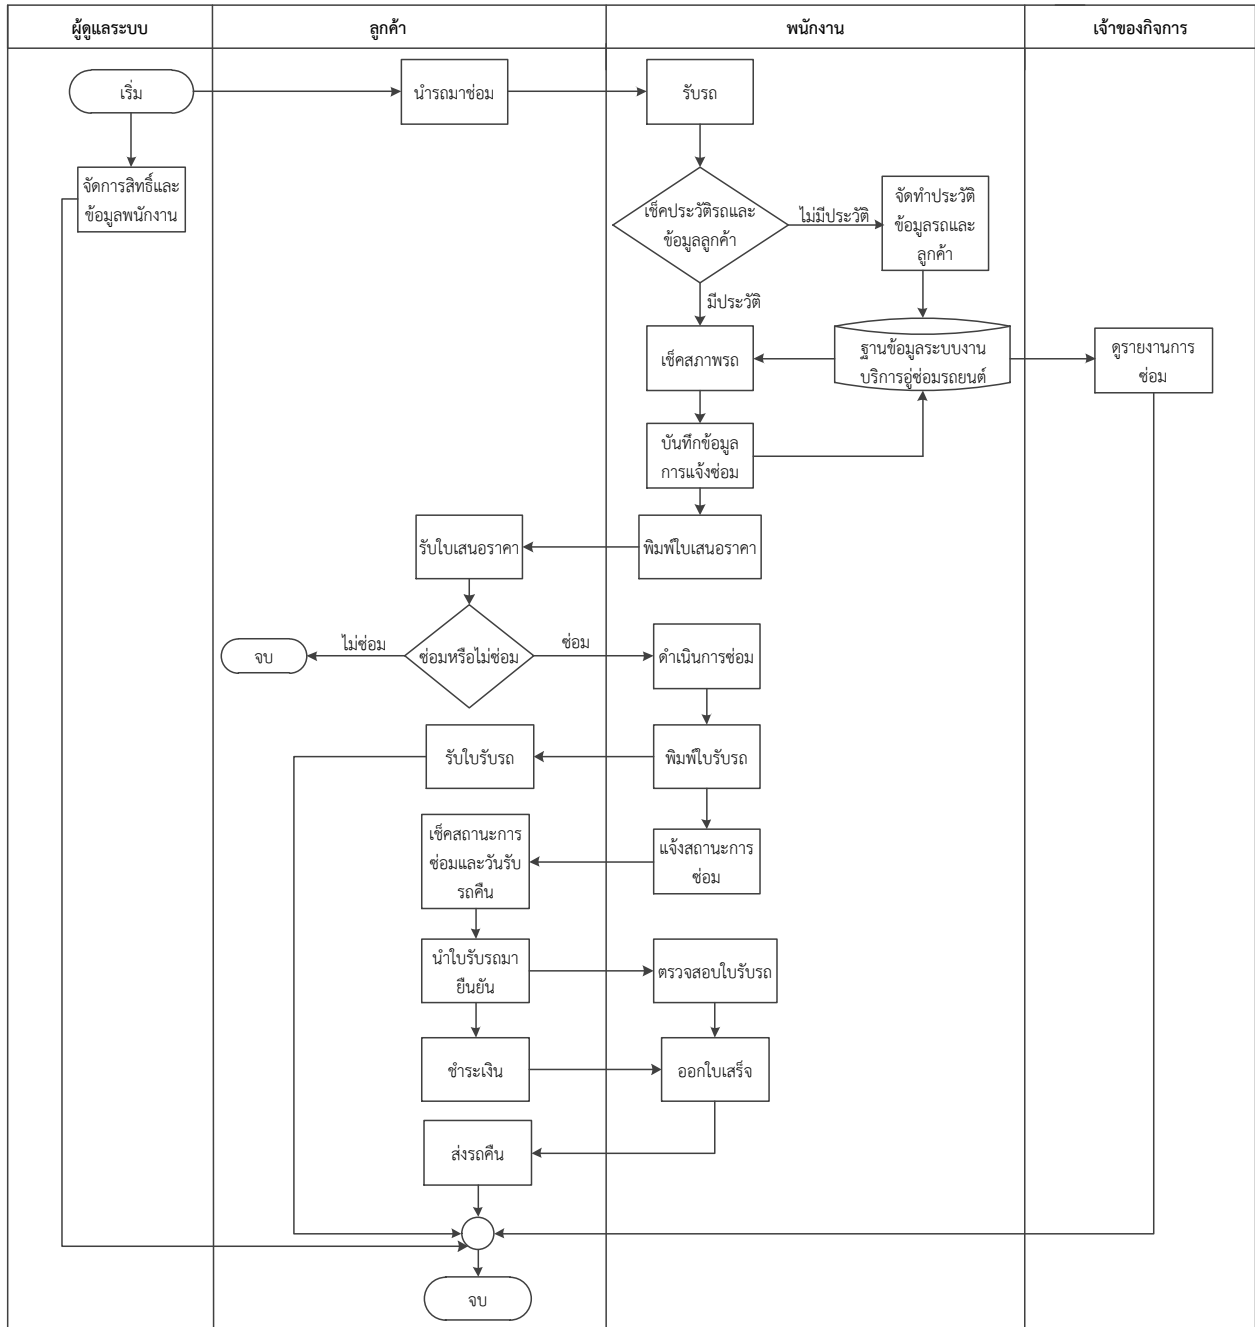 ผู้ดูแลระบบ
ลูกค้า
พนักงาน
เจ้าของกิจการ
เริ่ม
นำรถมาซ่อม
รับรถ
จัดการสิทธิ์และ
ข้อมูลพนักงาน
เช็คประวัติรถและ
ข้อมูลลูกค้า
ไม่มีประวัติ
จัดทำประวัติ
ข้อมูลรถและ
ลูกค้า
มีประวัติ
เช็คสภาพรถ
ฐานข้อมูลระบบงาน
บริการอู่ซ่อมรถยนต์
ดูรายงานการ
ซ่อม
บันทึกข้อมูล
การแจ้งซ่อม
รับใบเสนอราคา
พิมพ์ใบเสนอราคา
จบ
ไม่ซ่อม
ซ่อมหรือไม่ซ่อม
ซ่อม
ดำเนินการซ่อม
รับใบรับรถ
พิมพ์ใบรับรถ
เช็คสถานะการ
ซ่อมและวันรับ
รถคืน
แจ้งสถานะการ
ซ่อม
นำใบรับรถมา
ยืนยัน
ตรวจสอบใบรับรถ
ชำระเงิน
ออกใบเสร็จ
ส่งรถคืน
จบ